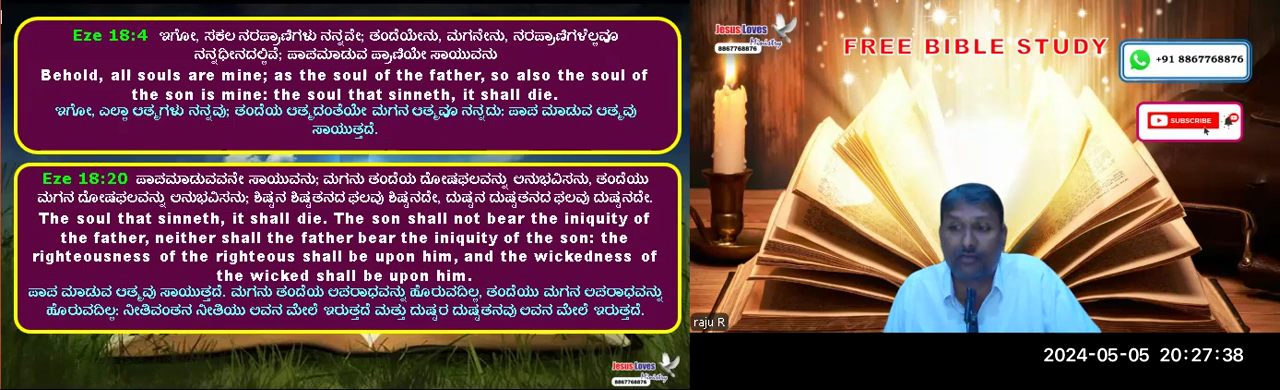 Eze 18:4 ಇಗೋ, ಸಕಲ ನರಪ್ರಾಣಿಗಳು ನನ್ನವೇ; ತಂದೆಯೇನು, ಮಗನೇನು, ನರಪ್ರಾಣಿಗಳೆಲ್ಲವೂ
ನನ್ನಧೀನದಲ್ಲಿವೆ; ಪಾಪಮಾಡುವ ಪ್ರಾಣಿಯೇ ಸಾಯುವನು
Behold, all souls are mine; as the soul of the father, so also the soul of
the son is mine: the soul that sinneth, it shall die.
ಇಗೋ, ಎಲ್ಲಾ ಆತ್ಮಗಳು ನನ್ನವು; ತಂದೆಯ ಆತ್ಮದಂತೆಯೇ ಮಗನ ಆತ್ಮವೂ ನನ್ನದು: ಪಾಪ ಮಾಡುವ ಆತ್ಮವು
ಸಾಯುತ್ತದೆ.
Eze 18:20 ಪಾಪಮಾಡುವವನೇ ಸಾಯುವನು; ಮಗನು ತಂದೆಯ ದೋಷಫಲವನ್ನು ಅನುಭವಿಸನು, ತಂದೆಯು
ಮಗನ ದೋಷಫಲವನ್ನು ಅನುಭವಿಸನು; ಶಿಷ್ಟನ ಶಿಷ್ಟತನದ ಫಲವು ಶಿಷ್ಟನದೇ, ದುಷ್ಟನ ದುಷ್ಟತನದ ಫಲವು ದುಷ್ಟನದೇ.
The soul that sinneth, it shall die. The son shall not bear the iniquity of
the father, neither shall the father bear the iniquity of the son: the
righteousness of the righteous shall be upon him, and the wickedness of
the wicked shall be upon him.
ಪಾಪ ಮಾಡುವ ಆತ್ಮವು ಸಾಯುತ್ತದೆ. ಮಗನು ತಂದೆಯ ಅಪರಾಧವನ್ನು ಹೊರುವದಿಲ್ಲ, ತಂದೆಯು ಮಗನ ಅಪರಾಧವನ್ನು
ಹೊರುವದಿಲ್ಲ: ನೀತಿವಂತನ ನೀತಿಯು ಅವನ ಮೇಲೆ ಇರುತ್ತದೆ ಮತ್ತು ದುಷ್ಟರ ದುಷ್ಟತನವು ಅವನ ಮೇಲೆ ಇರುತ್ತದೆ.
Jesus Loves
Ministry
8867768876
Jesus Loves
Ministry
8867768876
FREE BIBLE STUDY
+91 8867768876
SUBSCRIBE
raju R
2024-05-05 20:27:38